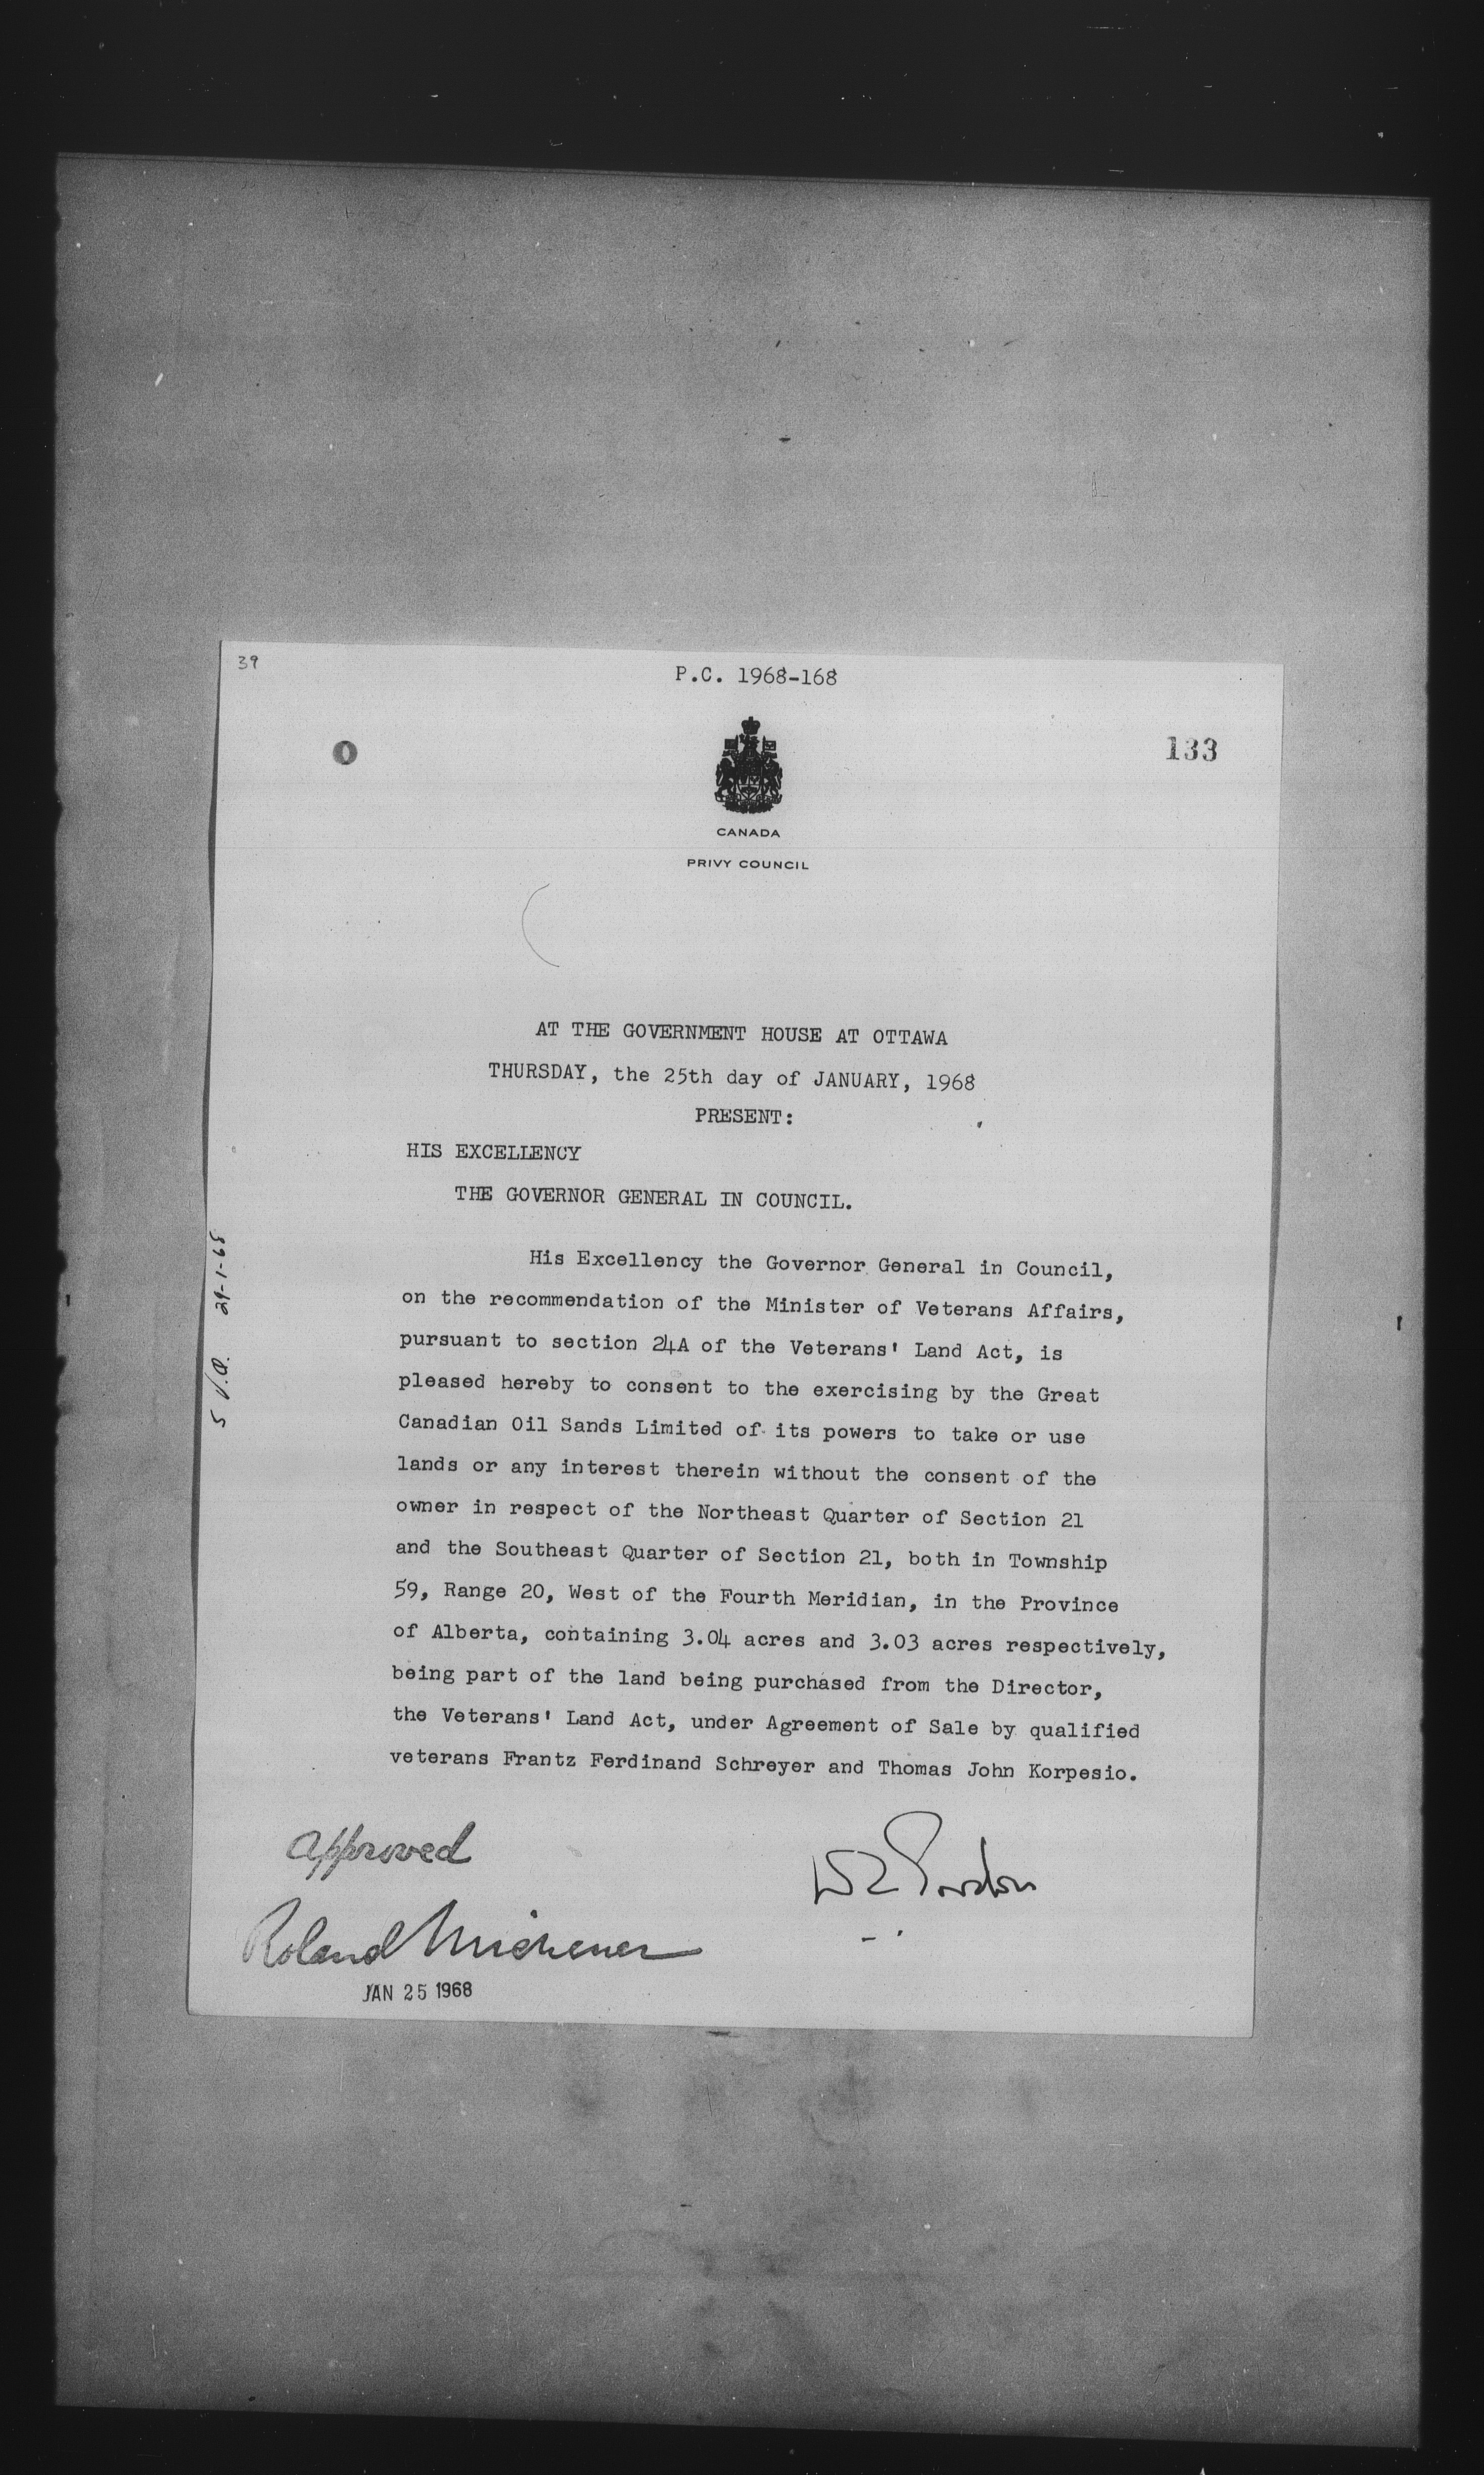 39
P.C. 1968-168
O
133
CANADA
PRIVY COUNCIL
AT THE GOVERNMENT HOUSE AT OTTAWA
THURSDAY, the 25th day of JANUARY, 1968
PRESENT:
HIS EXCELLENCY
THE GOVERNOR GENERAL IN COUNCIL.
His Excellency the Governor General in Council,
on the recommendation of the Minister of Veterans Affairs,
pursuant to section 24A of the Veterans' Land Act, is
pleased hereby to consent to the exercising by the Great
Canadian Oil Sands Limited of its powers to take or use
lands or any interest therein without the consent of the
owner in respect of the Northeast Quarter of Section 21
and the Southeast Quarter of Section 21, both in Township
59, Range 20, West of the Fourth Meridian, in the Province
of Alberta, containing 3.04 acres and 3.03 acres respectively,
being part of the land being purchased from the Director,
the Veterans' Land Act, under Agreement of Sale by qualified
veterans Frantz Ferdinand Schreyer and Thomas John Korpesio.
5 V.A.
approved
Roland Michener
JAN 25 1968